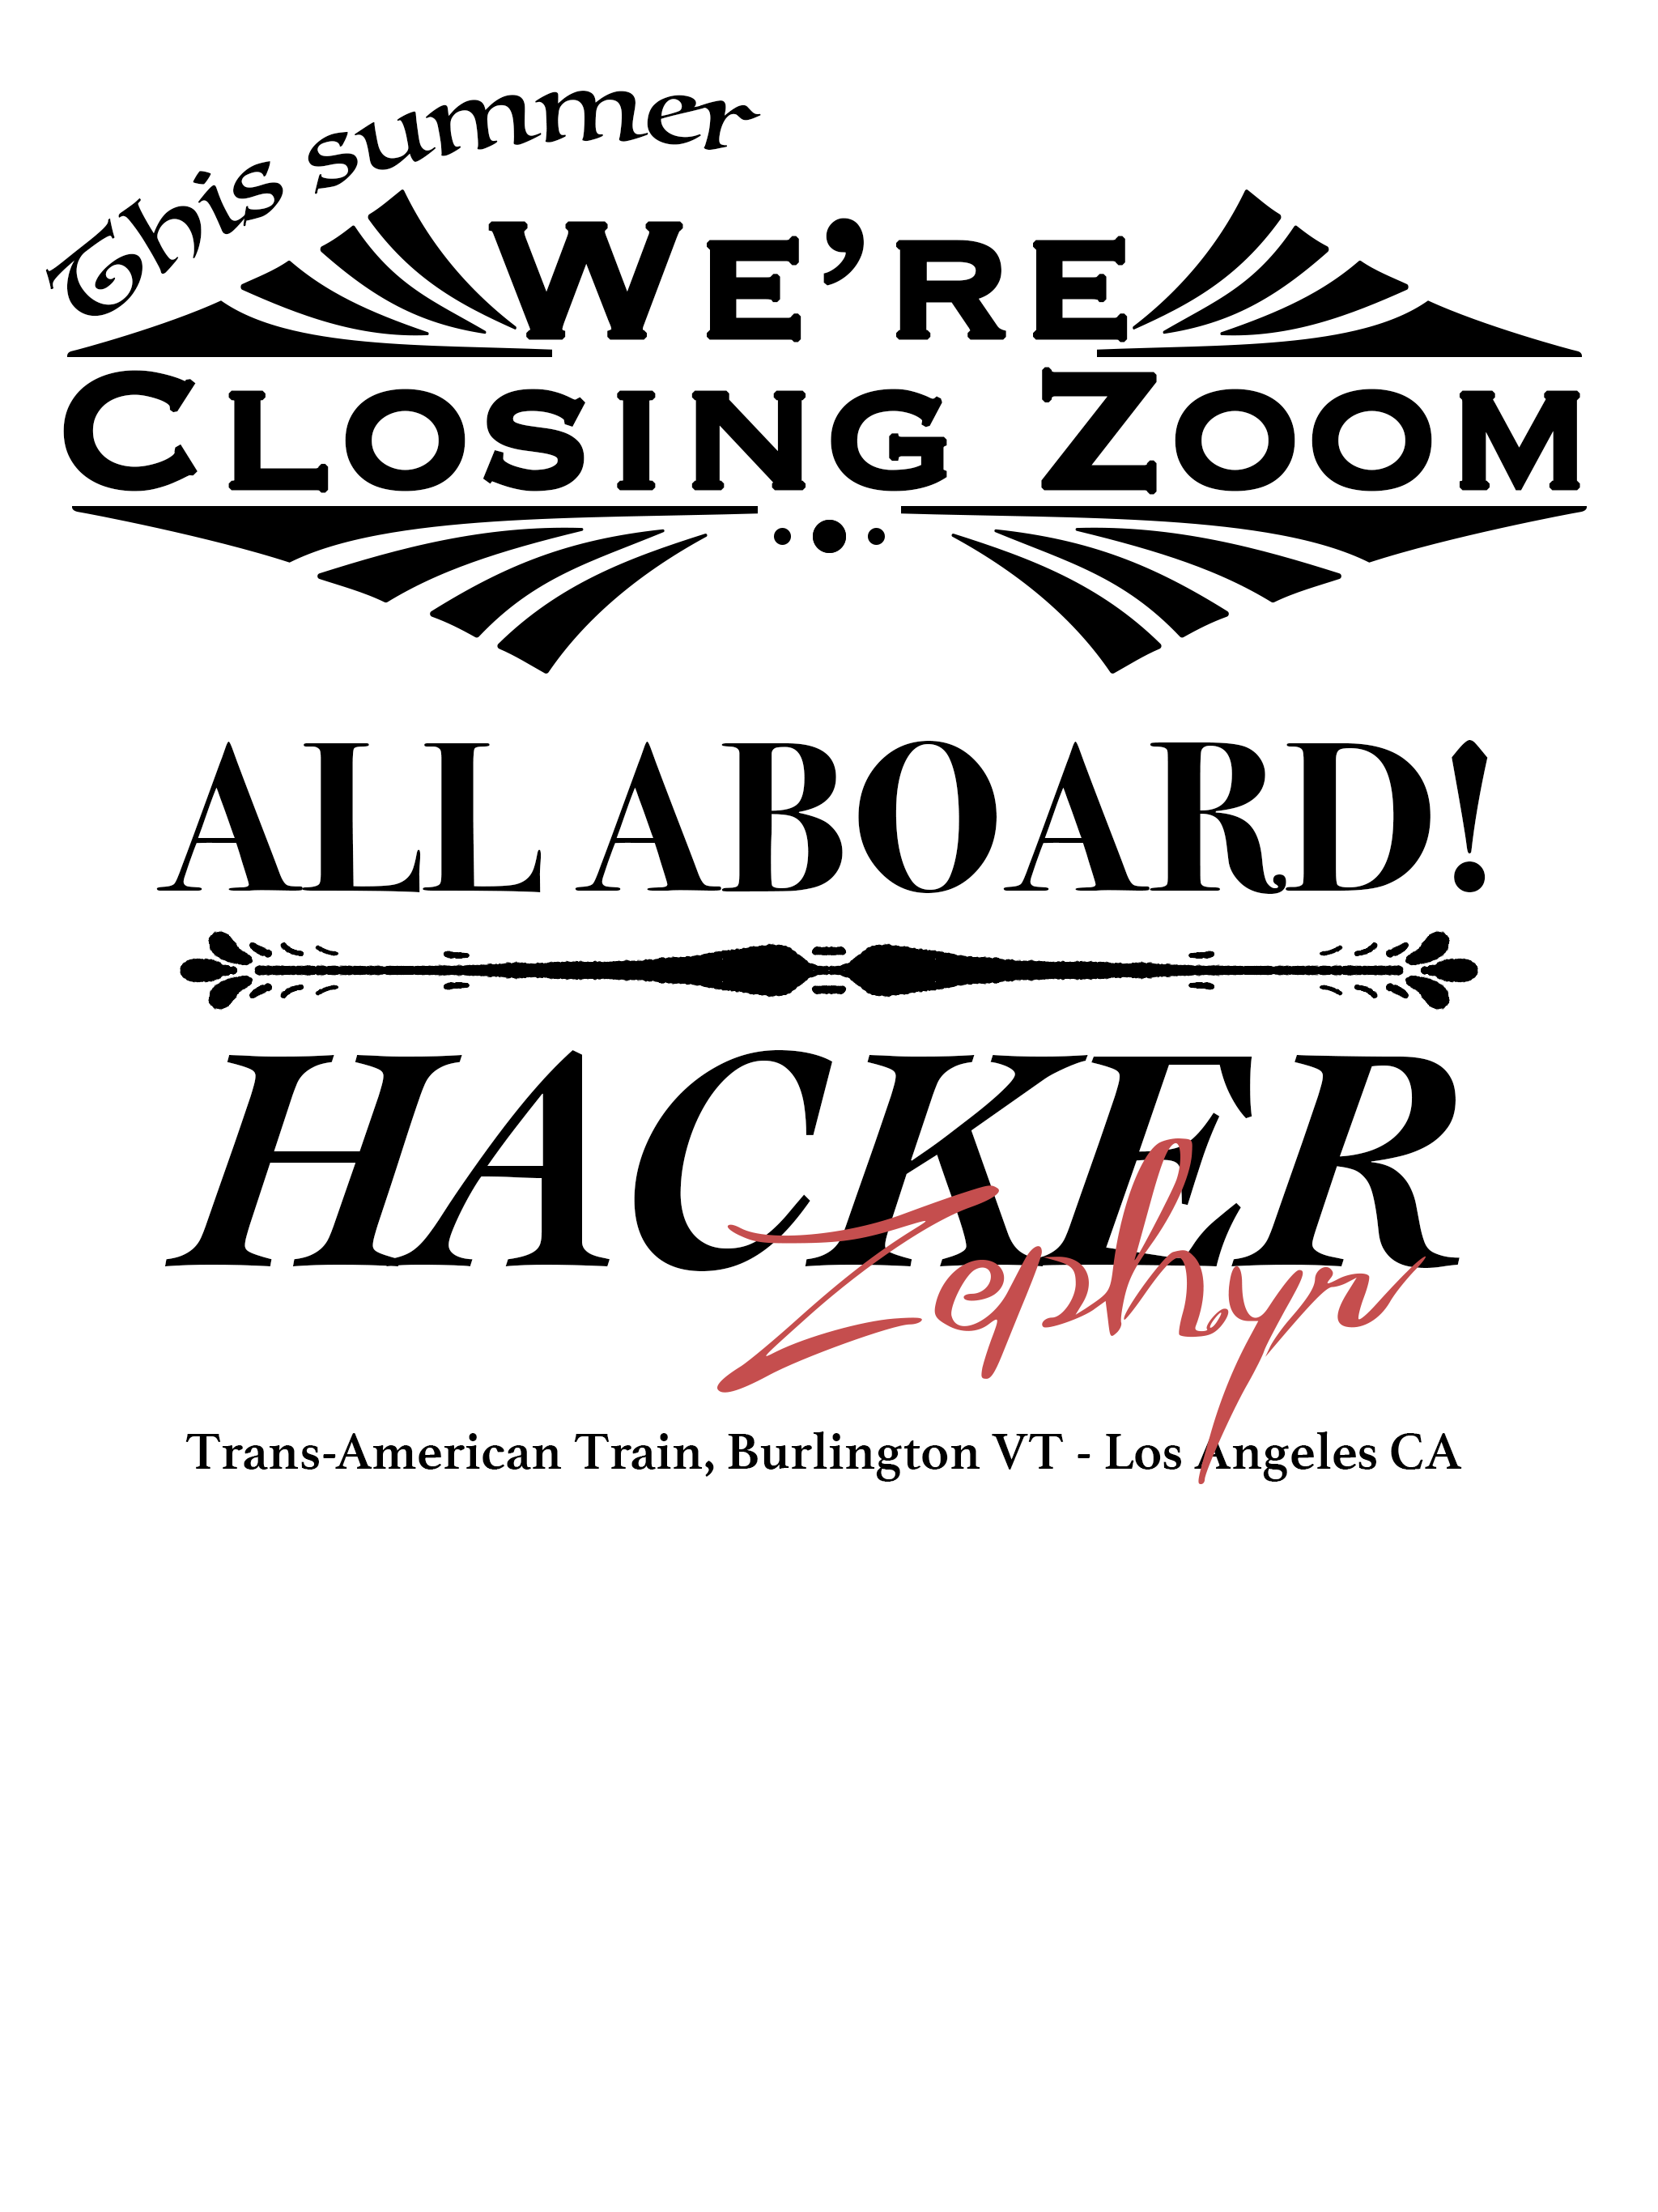 This summer
We’re
Closing Zoom
ALL ABOARD!
HACKER
Zephyr
Trans-American Train, Burlington VT - Los Angeles CA